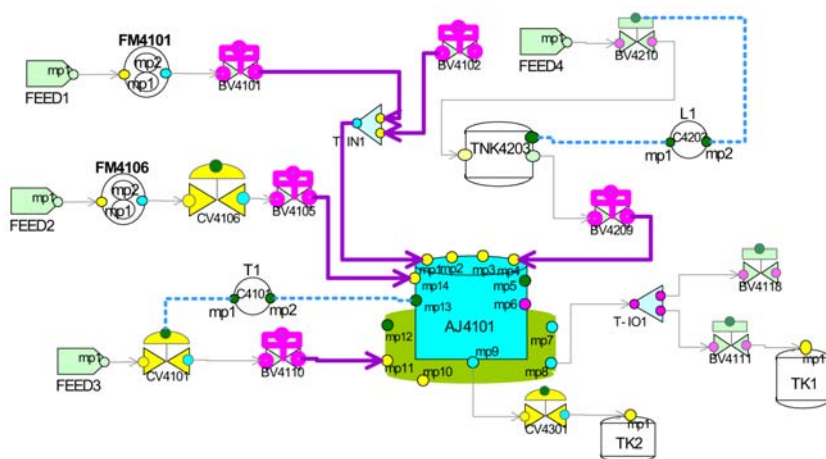 FM4101
mp1
mp2
mp1
FEED1
BV4101
BV4102
mp1
FEED4
BV4210
L1
T IN1
TNK4203
mp1
C4202
mp2
FM4106
mp1
mp2
mp1
FEED2
CV4106
BV4105
BV4209
T1
mp1
C4101
mp2
mp1
mp2
mp3
mp4
mp14
mp5
mp13
mp6
BV4118
T-IO1
mp12
AJ4101
mp7
mp1
FEED3
CV4101
BV4110
mp11
mp9
mp8
BV4111
mp10
mp1
TK1
CV4301
mp1
TK2